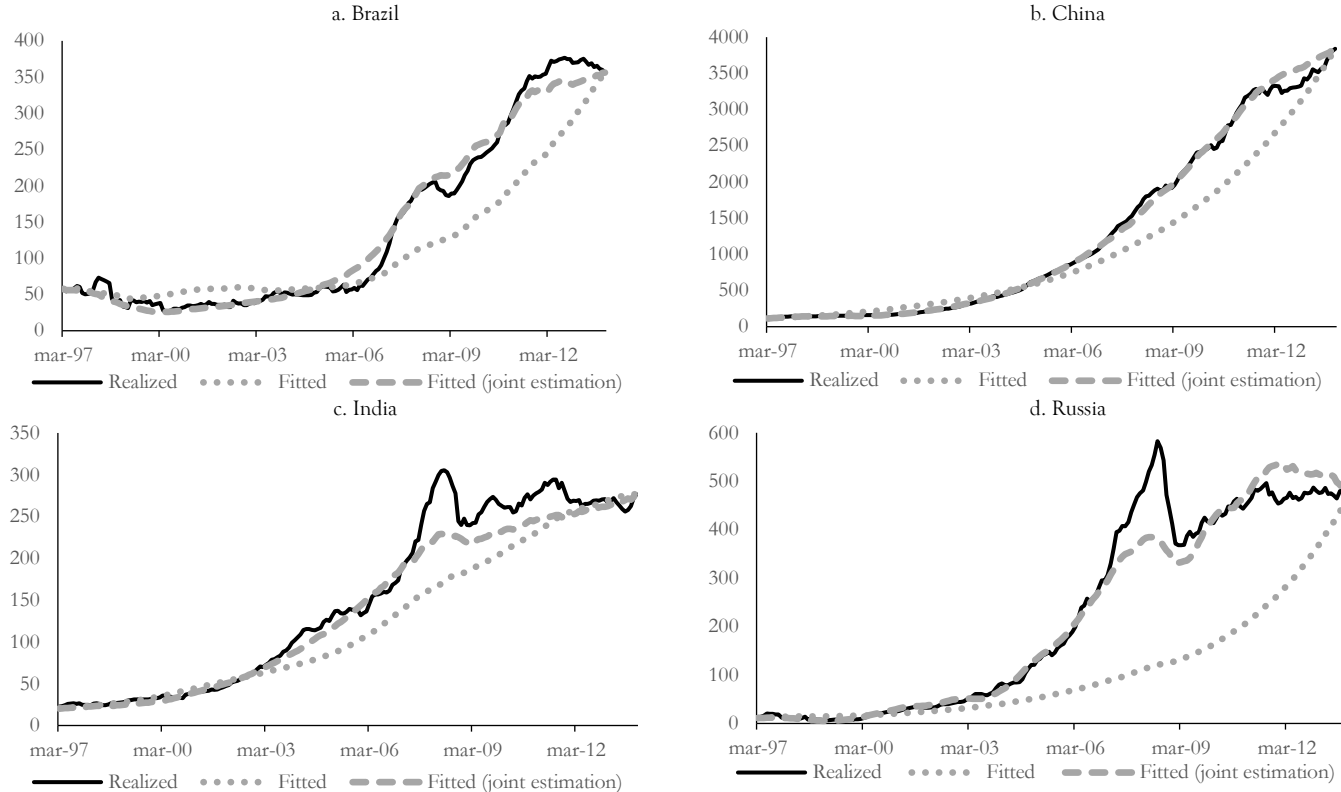 a. Brazil
400
350
300
250
200
150
100
50
0
mar-97 mar-00 mar-03 mar-06 mar-09 mar-12
Realized Fitted Fitted (joint estimation)
b. China
4000
3500
3000
2500
2000
1500
1000
500
0
mar-97 mar-00 mar-03 mar-06 mar-09 mar-12
Realized Fitted Fitted (joint estimation)
c. India
350
300
250
200
150
100
50
0
mar-97 mar-00 mar-03 mar-06 mar-09 mar-12
Realized Fitted Fitted (joint estimation)
d. Russia
600
500
400
300
200
100
0
mar-97 mar-00 mar-03 mar-06 mar-09 mar-12
Realized Fitted Fitted (joint estimation)